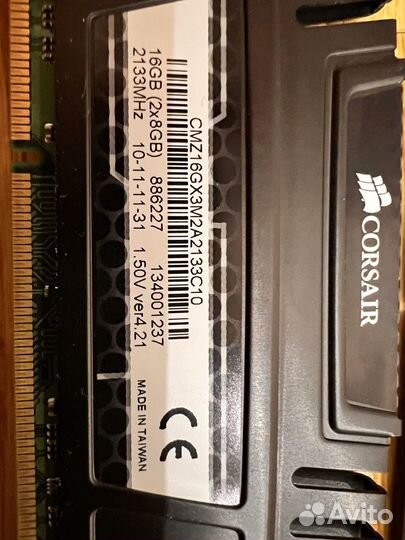 CMZ16GX3M2A2133C10
16GB (2x8GB) 886227 134001237
2133MHz 10-11-11-31 1.50V ver4.21
MADE IN TAIWAN
CE
CORSAIR
Avito